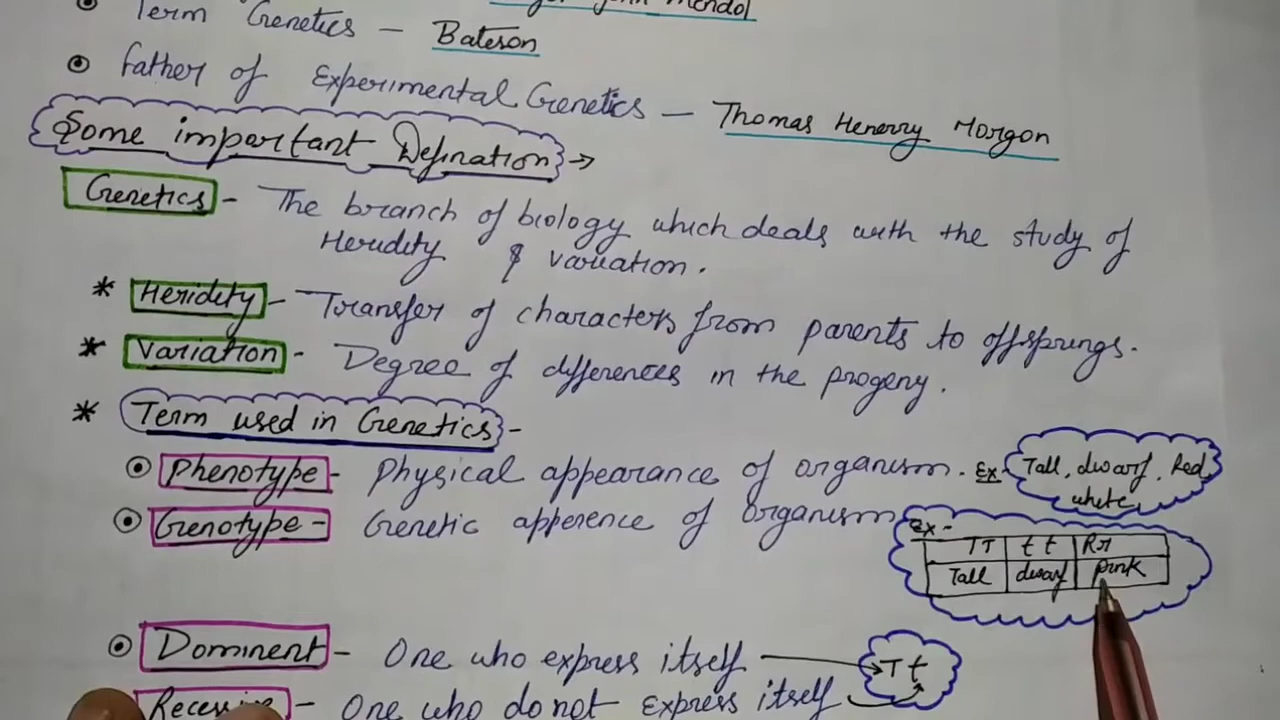 Mendol
Term Genetics - Bateson
Father of Experimental Genetics - Thomas Henerry Morgon
Some important Defination →
Genetics - The branch of biology which deals with the study of
Heridity & variation.
* Heridity - Transfer of characters from parents to offsprings.
* Variation - Degree of differences in the progeny.
* Term used in Genetics -
Phenotype - Physical appearance of organism. Ex- Tall, dwarf, Red,
white,
Genotype - Genetic apperence of organism
Ex-
TT tt Rr
Tall dwarf pink
Dominent - One who express itself → Tt
Recessive - One who do not express itself